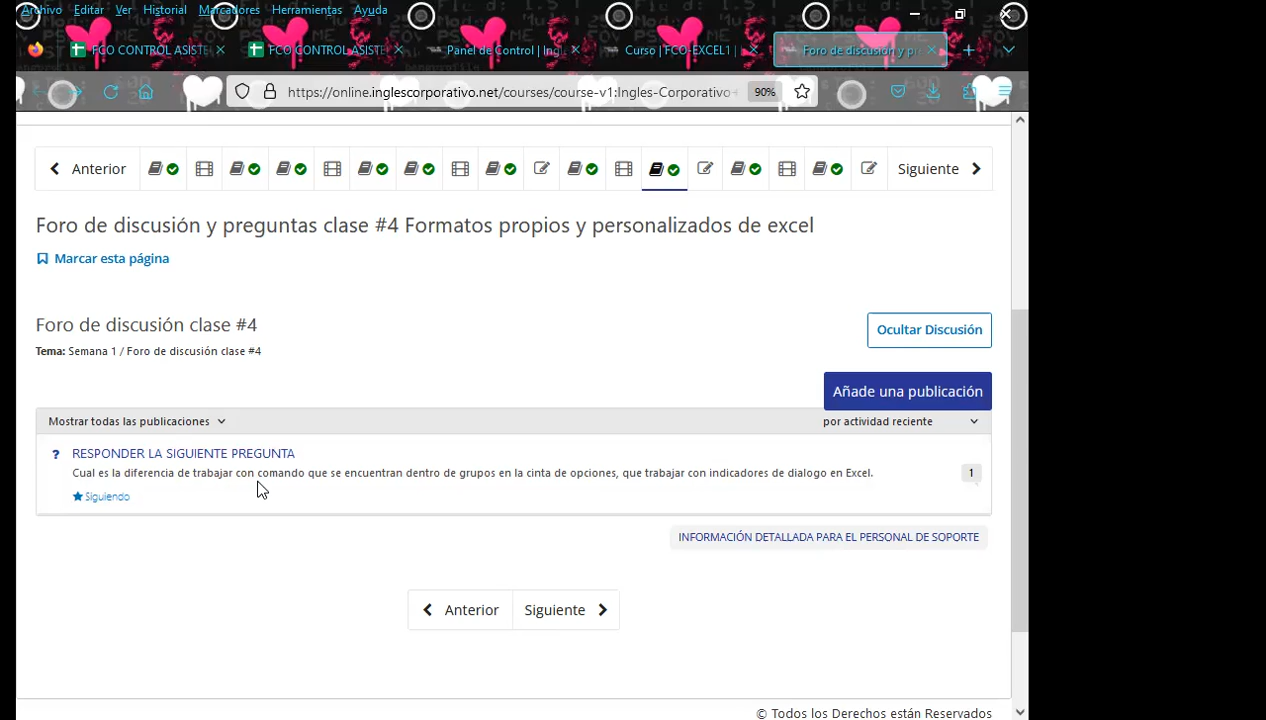 Archivo Editar Ver Historial Marcadores Herramientas Ayuda
FCO CONTROL ASISTE FCO CONTROL ASISTE Panel de Control | Ingl Curso | FCO-EXCEL1 | Foro de discusión y pr
https://online.inglescorporativo.net/courses/course-v1:Ingles-Corporativo+ 90%
Anterior Siguiente
Foro de discusión y preguntas clase #4 Formatos propios y personalizados de excel
Marcar esta página
Foro de discusión clase #4
Ocultar Discusión
Tema: Semana 1 / Foro de discusión clase #4
Añade una publicación
Mostrar todas las publicaciones por actividad reciente
? RESPONDER LA SIGUIENTE PREGUNTA
Cual es la diferencia de trabajar con comando que se encuentran dentro de grupos en la cinta de opciones, que trabajar con indicadores de dialogo en Excel. 1
Siguiendo
INFORMACIÓN DETALLADA PARA EL PERSONAL DE SOPORTE
Anterior Siguiente
© Todos los Derechos están Reservados